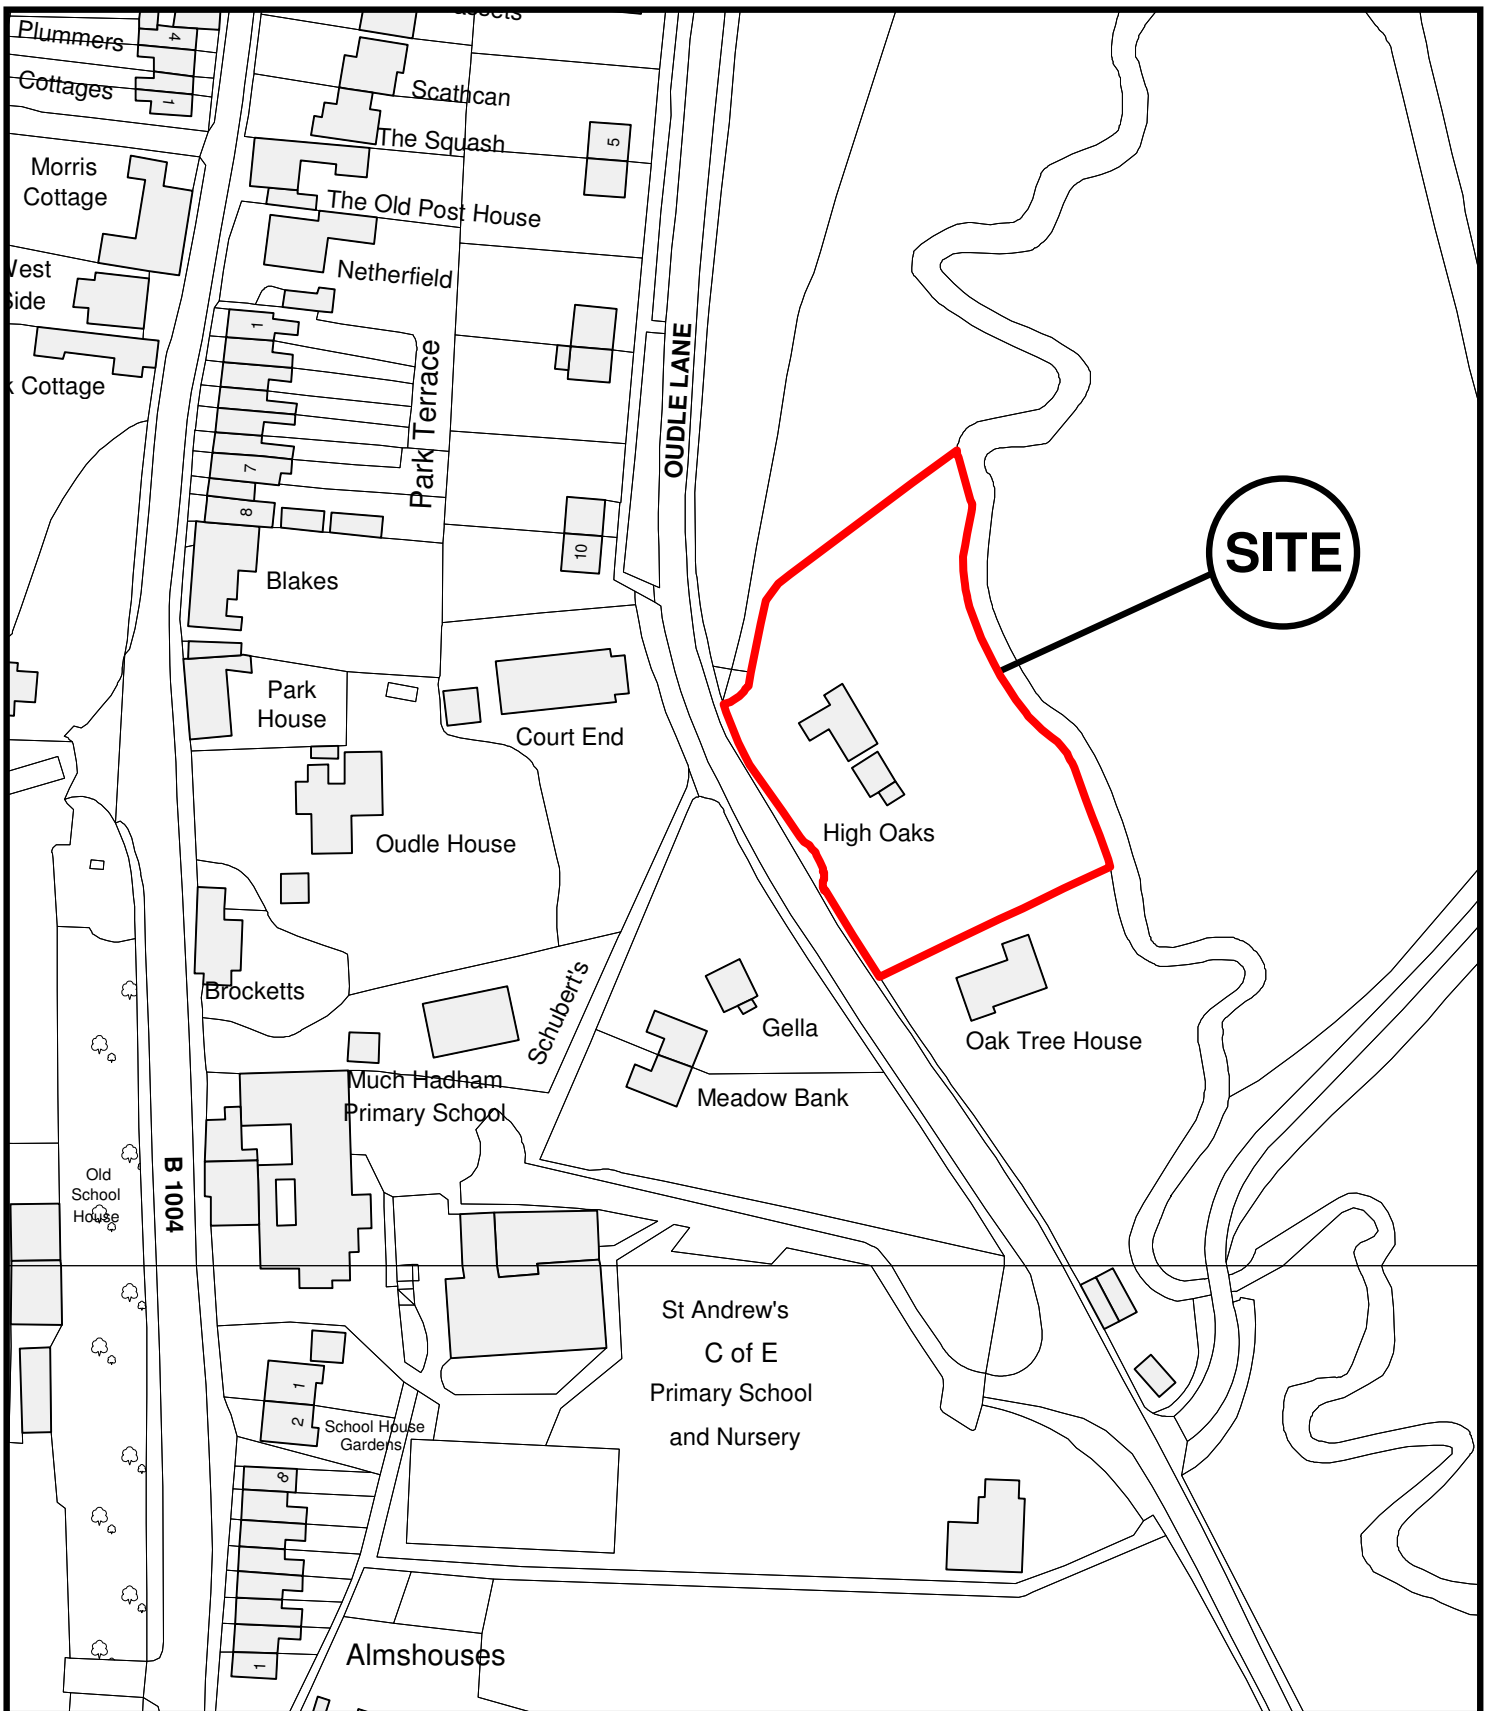 Plummers
Cottages
4
1
Scathcan
The Squash
5
Morris
Cottage
The Old Post House
Netherfield
Side
Cottage
1
7
8
Park Terrace
OUDLE LANE
10
Blakes
SITE
Park
House
Court End
Oudle House
High Oaks
Brocketts
Schubert's
Gella
Oak Tree House
Meadow Bank
Much Hadham
Primary School
B 1004
Old
School
House
St Andrew's
C of E
Primary School
and Nursery
1
2
School House
Gardens
8
1
Almshouses